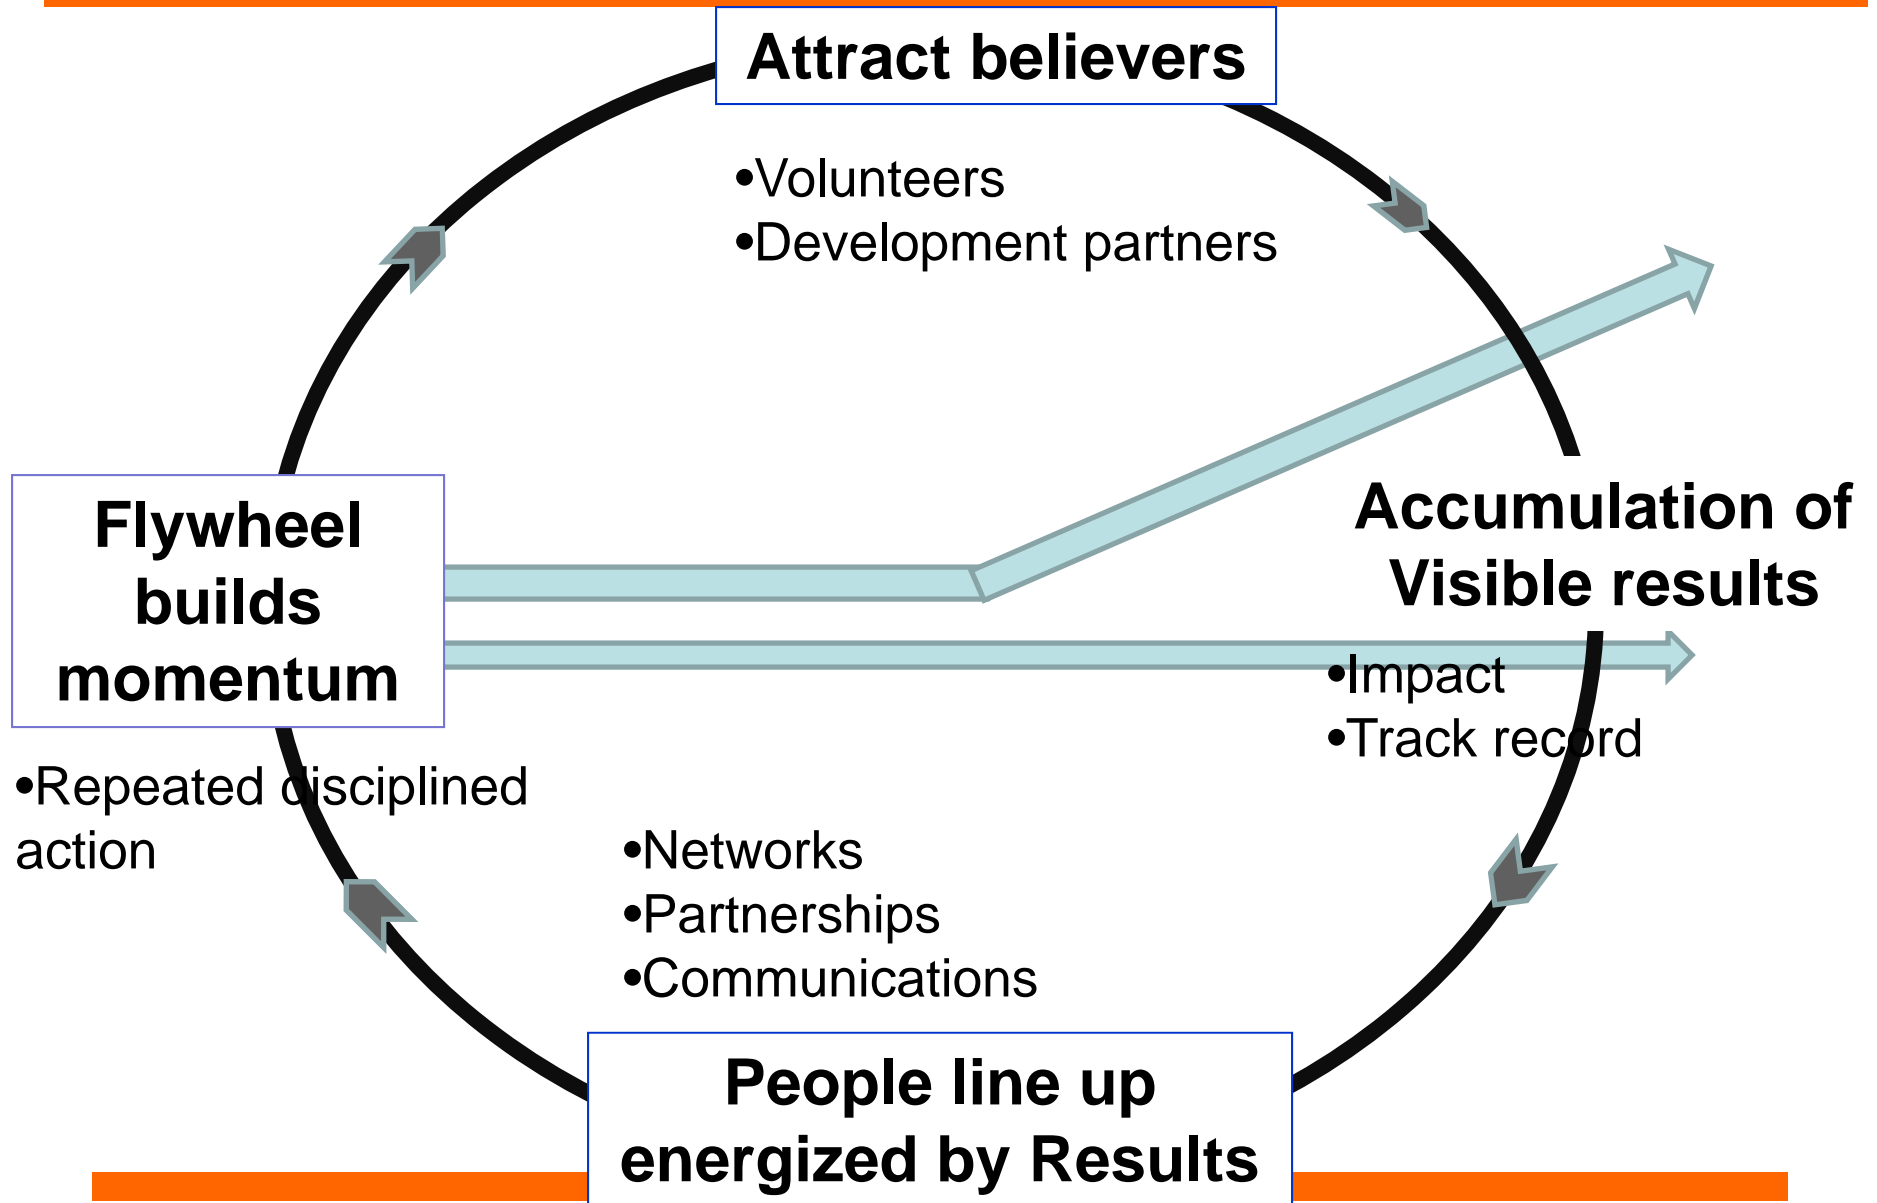 Attract believers
•Volunteers
•Development partners
Flywheel
builds
momentum
•Repeated disciplined
action
Accumulation of
Visible results
•Impact
•Track record
•Networks
•Partnerships
•Communications
People line up
energized by Results